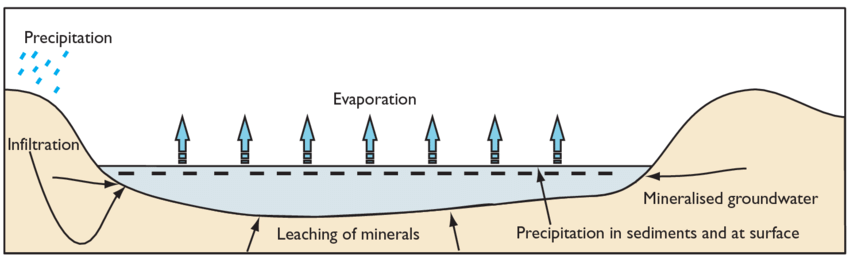 Precipitation
Evaporation
Infiltration
Mineralised groundwater
Leaching of minerals
Precipitation in sediments and at surface